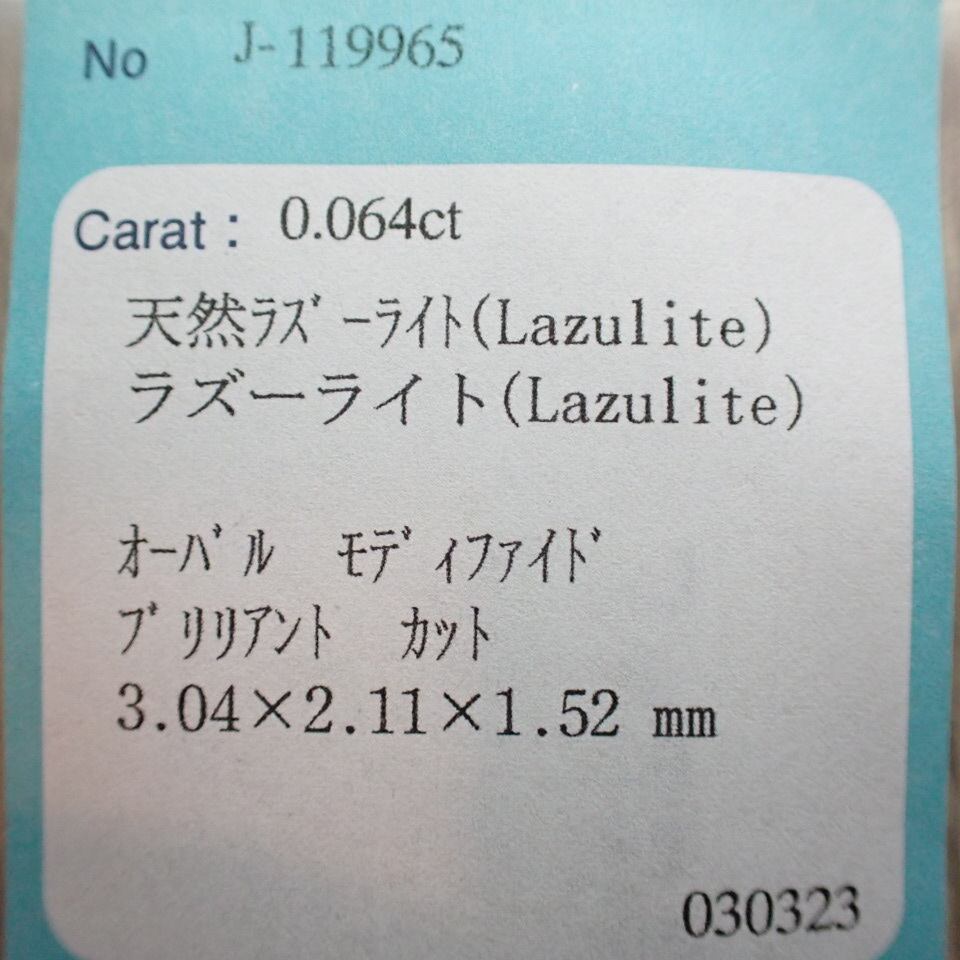 No J-119965
Carat : 0.064ct
天然ﾗｽﾞｰﾗｲﾄ(Lazulite)
ラズーライト(Lazulite)
ｵｰﾊﾞﾙ ﾓﾃﾞｨﾌｧｲﾄﾞ
ﾌﾞﾘﾘｱﾝﾄ ｶｯﾄ
3.04×2.11×1.52 mm
030323